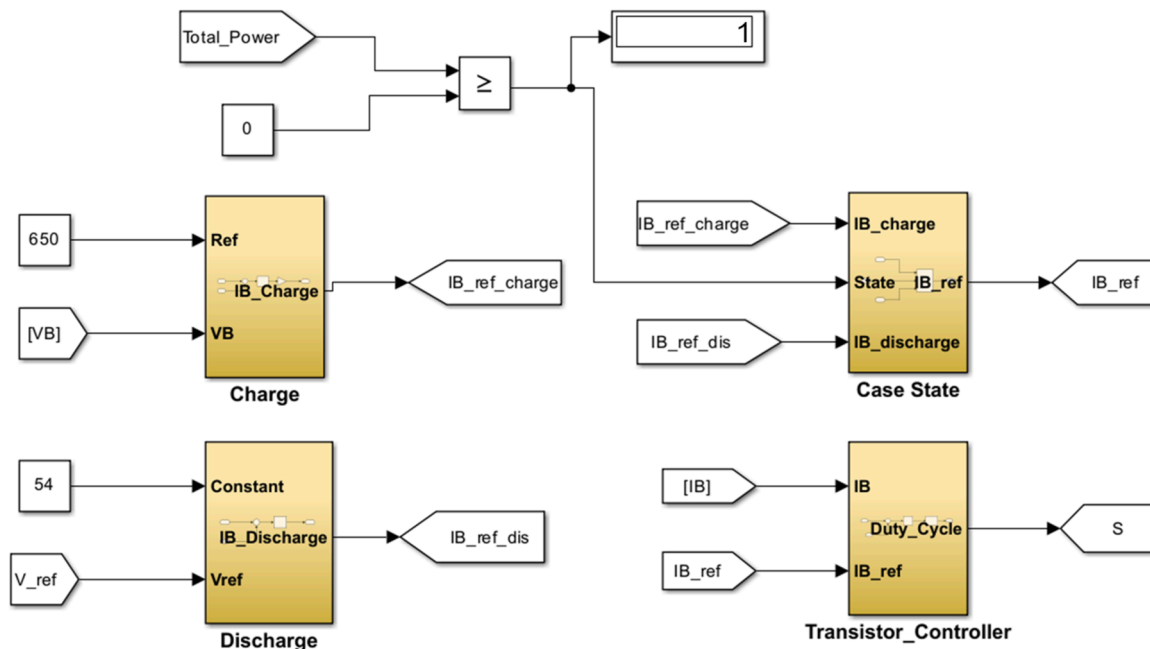 Total_Power
1
≥
0
650
Ref
IB_Charge
[VB]
VB
Charge
IB_ref_charge
IB_ref_charge
IB_charge
State
IB_ref
IB_ref
IB_ref_dis
IB_discharge
Case State
54
Constant
IB_Discharge
V_ref
Vref
Discharge
IB_ref_dis
[IB]
IB
Duty_Cycle
S
IB_ref
IB_ref
Transistor_Controller